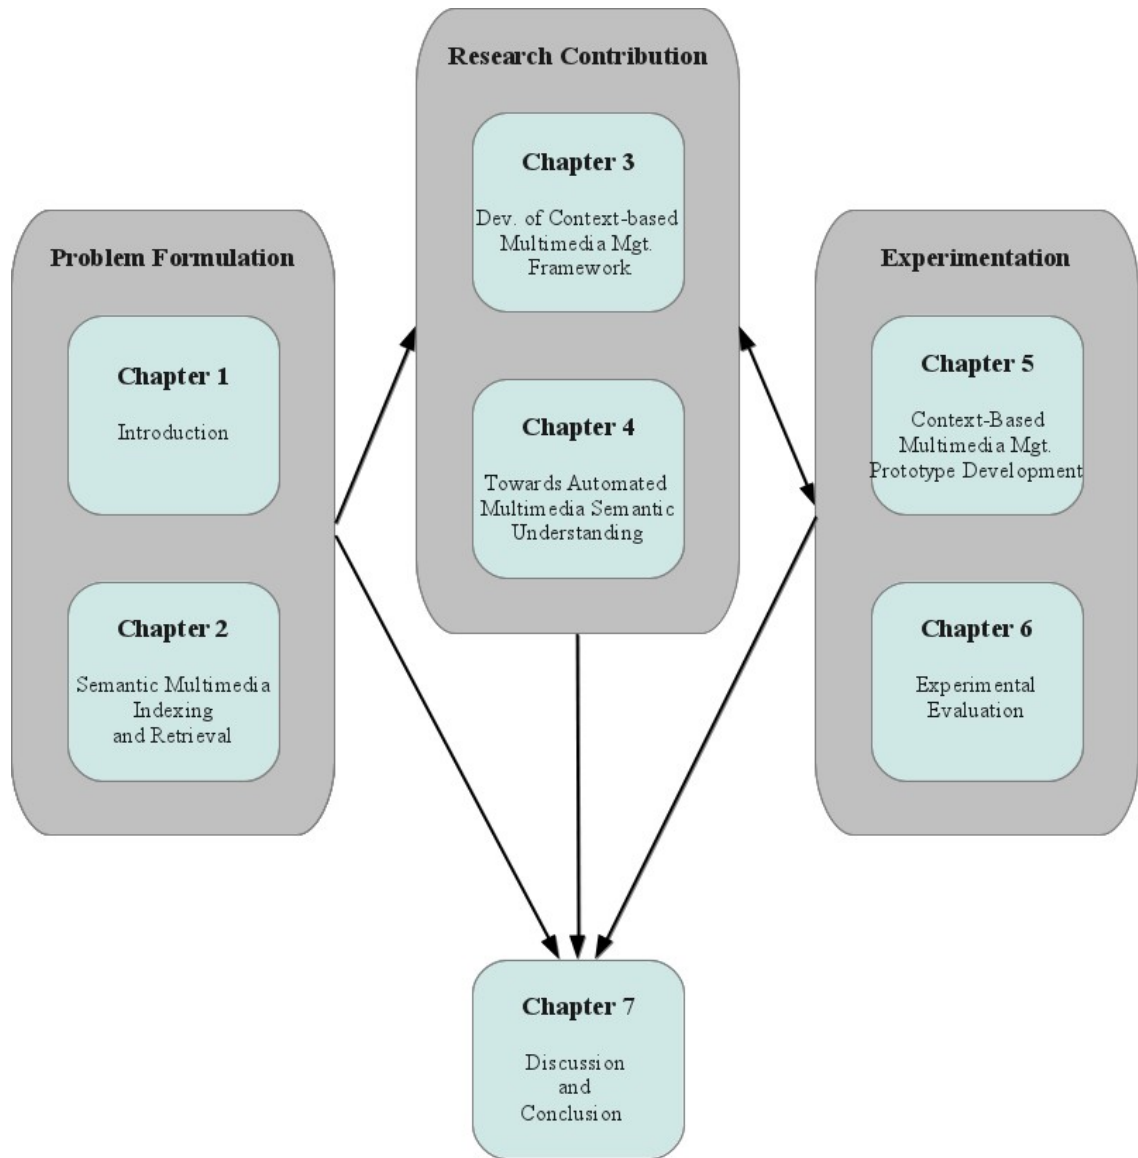 Research Contribution
Chapter 3
Dev. of Context-based
Multimedia Mgt.
Framework
Chapter 4
Towards Automated
Multimedia Semantic
Understanding
Problem Formulation
Chapter 1
Introduction
Chapter 2
Semantic Multimedia
Indexing
and Retrieval
Experimentation
Chapter 5
Context-Based
Multimedia Mgt.
Prototype Development
Chapter 6
Experimental
Evaluation
Chapter 7
Discussion
and
Conclusion